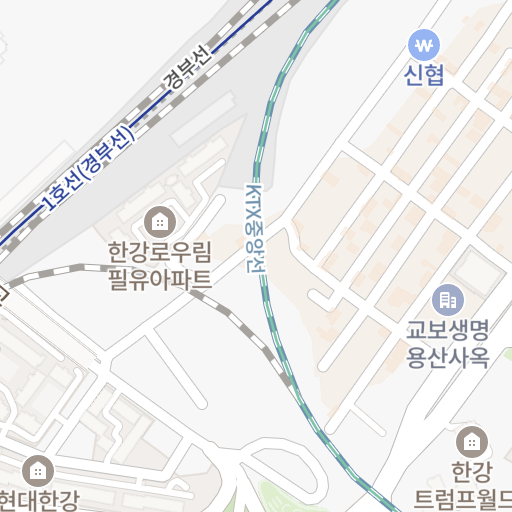 경부선
신협
1호선(경부선)
KTX중앙선
한강로우림
필유아파트
교보생명
용산사옥
한강
트럼프월드
현대한강